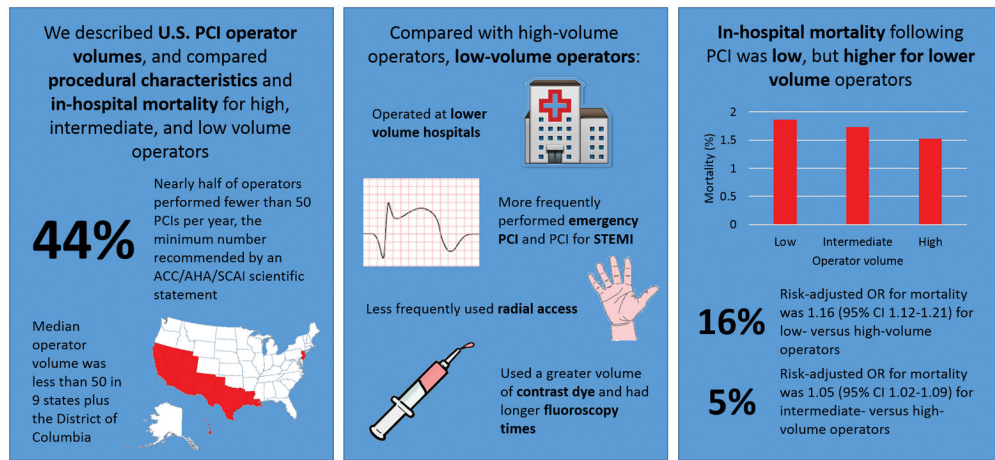 We described U.S. PCI operator
volumes, and compared
procedural characteristics and
in-hospital mortality for high,
intermediate, and low volume
operators
44%
Nearly half of operators
performed fewer than 50
PCIs per year, the
minimum number
recommended by an
ACC/AHA/SCAI scientific
statement
Median
operator
volume was
less than 50 in
9 states plus
the District of
Columbia
Compared with high-volume
operators, low-volume operators:
Operated at lower
volume hospitals
More frequently
performed emergency
PCI and PCI for STEMI
Less frequently used radial access
Used a greater volume
of contrast dye and had
longer fluoroscopy
times
In-hospital mortality following
PCI was low, but higher for lower
volume operators
Mortality (%)
2
1.5
1
0.5
0
Low Intermediate High
Operator volume
16%
Risk-adjusted OR for mortality
was 1.16 (95% CI 1.12-1.21) for
low- versus high-volume
operators
5%
Risk-adjusted OR for mortality
was 1.05 (95% CI 1.02-1.09) for
intermediate- versus high-
volume operators